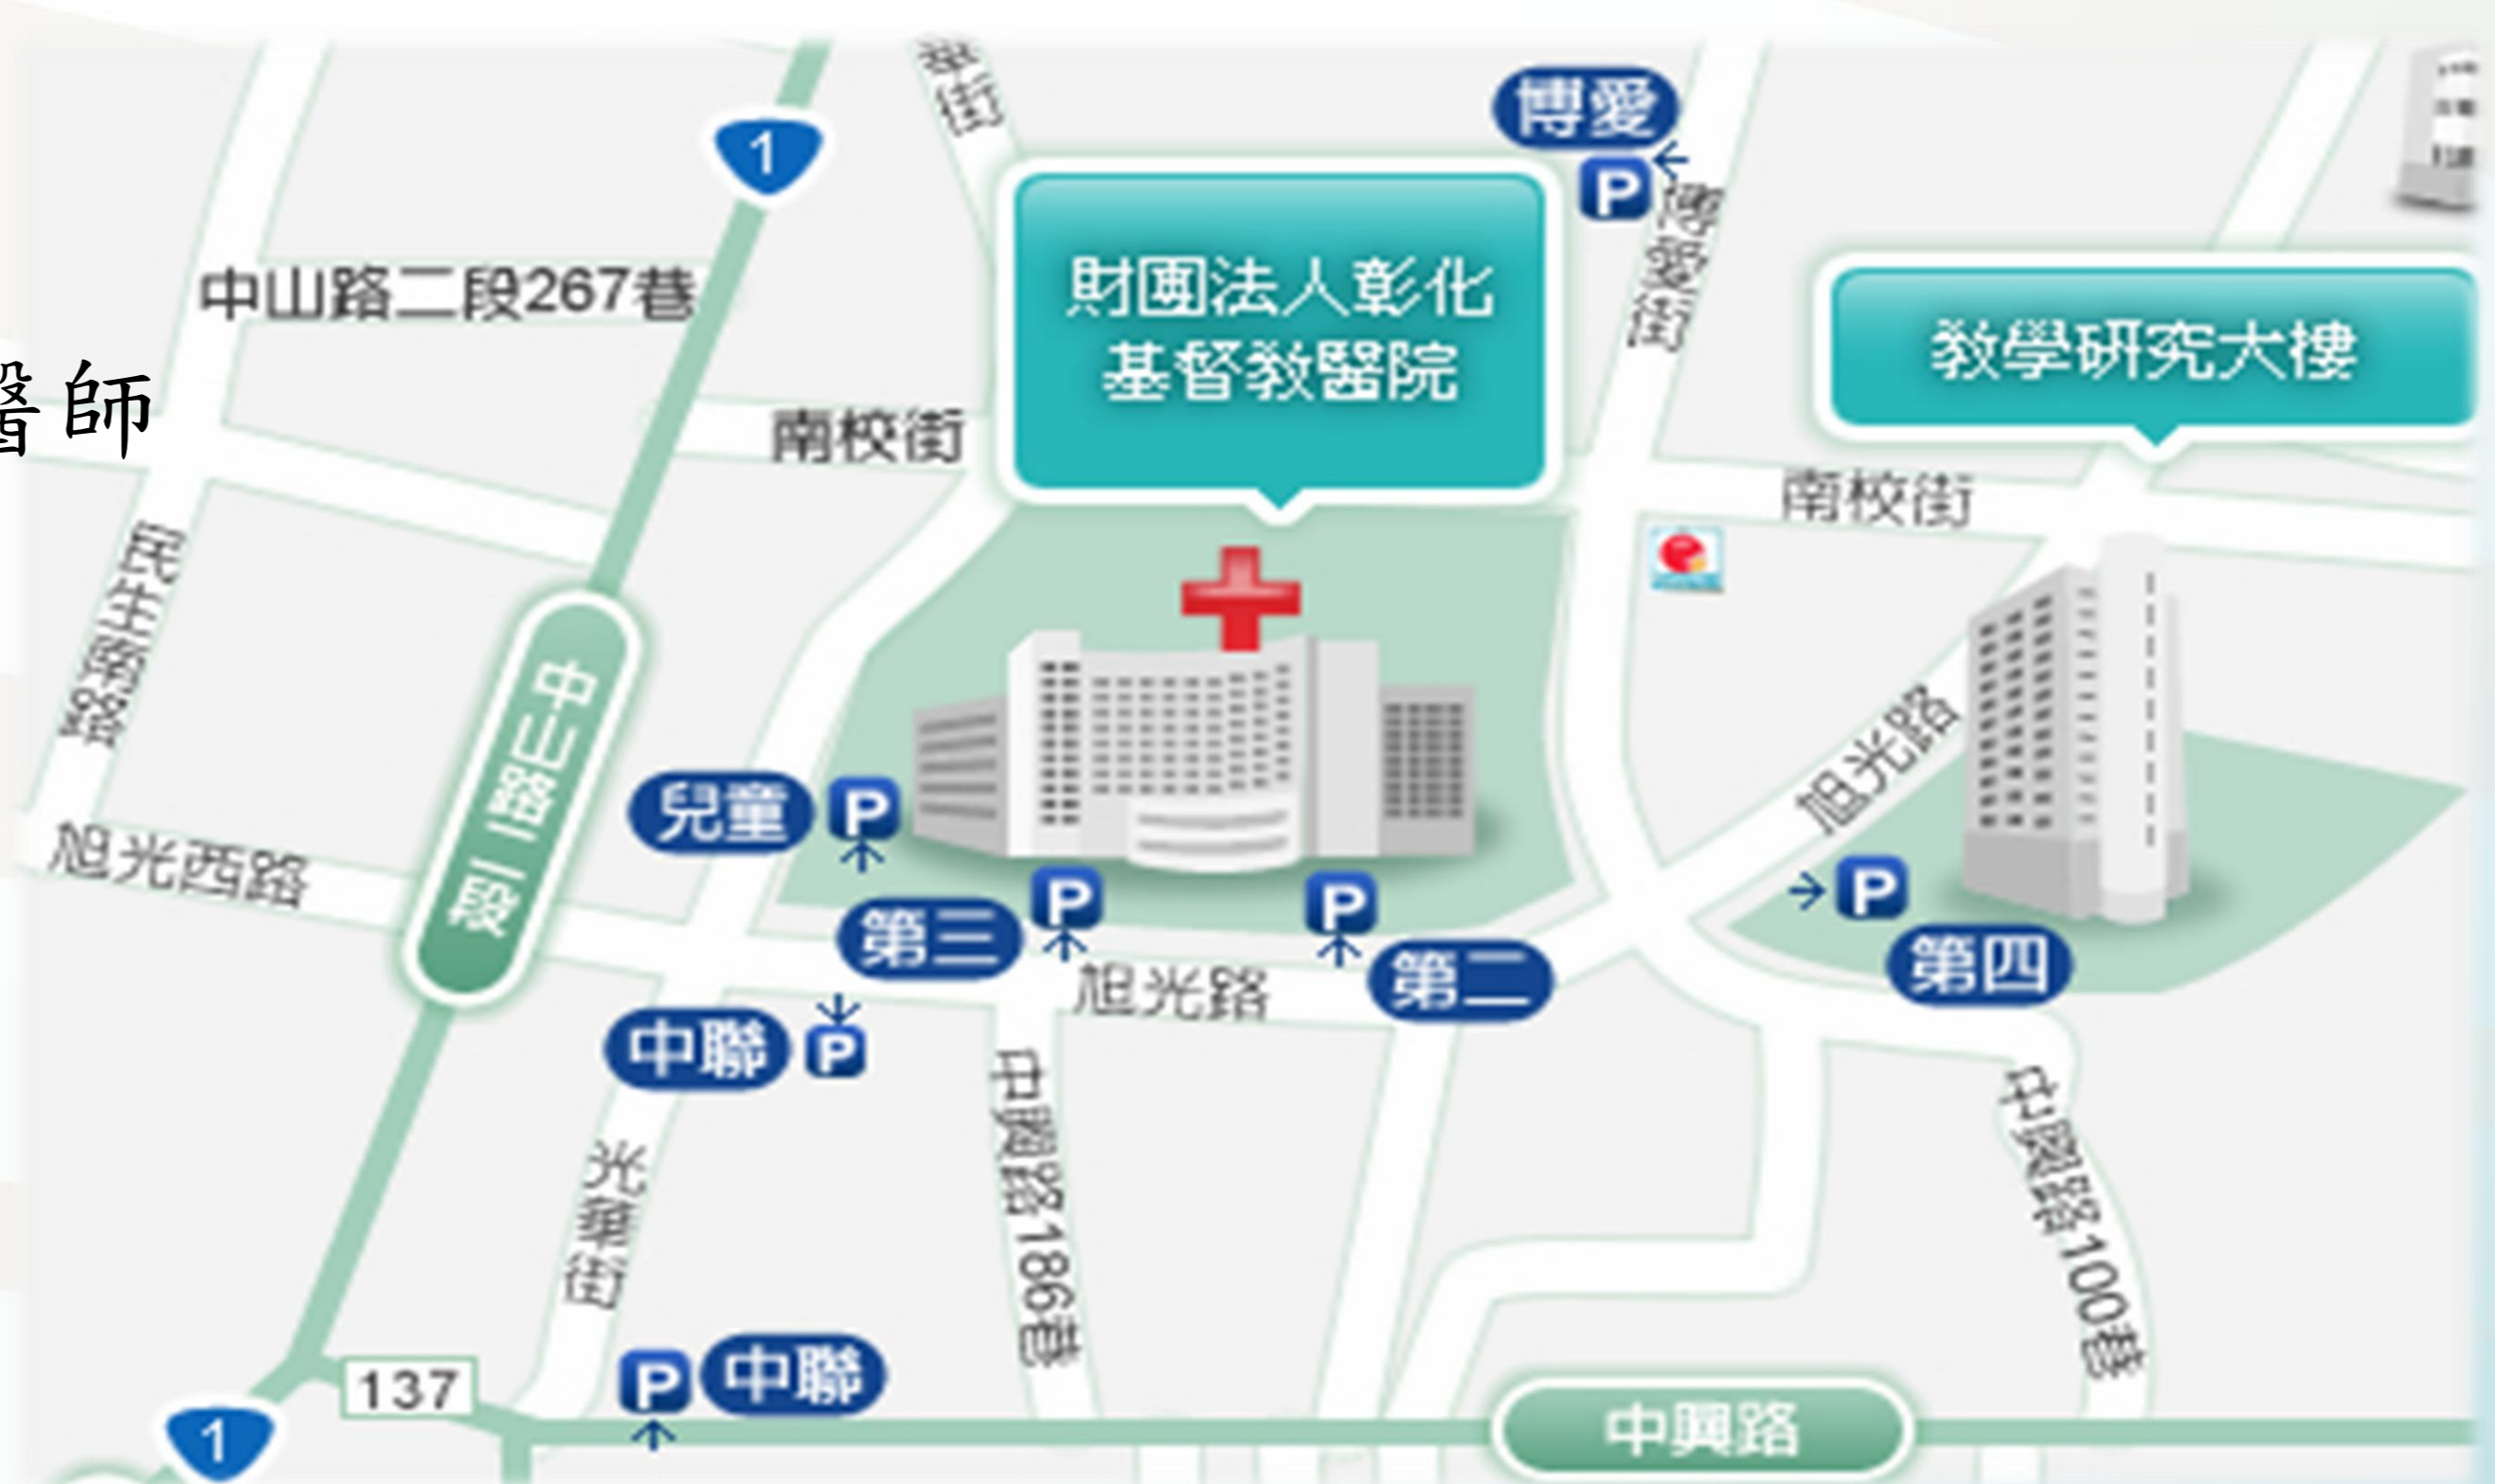 華街
博愛
P
1
博愛街
財團法人彰化
基督教醫院
中山路二段267巷
教學研究大樓
醫師
南校街
南校街
民生路
中山路二段
旭光路
兒童
P
旭光西路
P
P
P
第三
第二
第四
旭光路
中聯
P
光華街
中興路186巷
中興路100巷
137
P
中聯
中興路
1